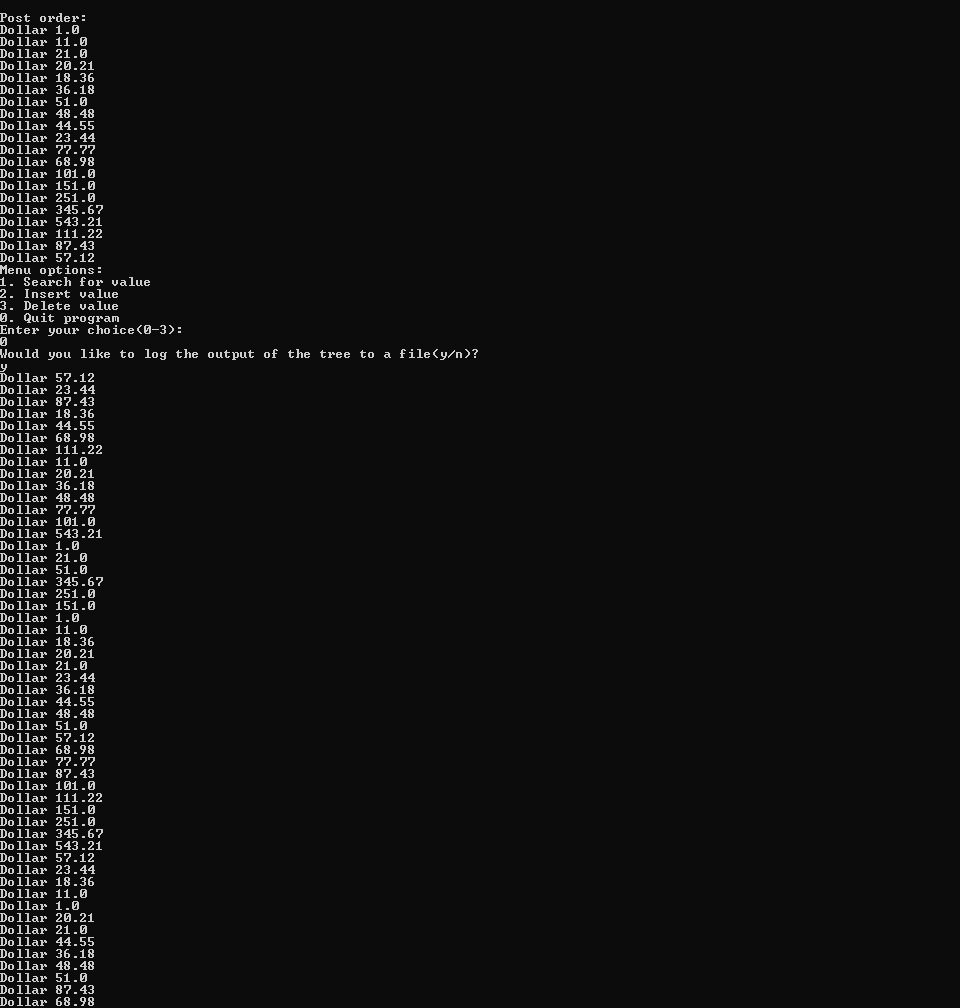 Post order:
Dollar 1.0
Dollar 11.0
Dollar 21.0
Dollar 20.21
Dollar 18.36
Dollar 36.18
Dollar 51.0
Dollar 48.48
Dollar 44.55
Dollar 23.44
Dollar 77.77
Dollar 68.98
Dollar 101.0
Dollar 151.0
Dollar 251.0
Dollar 345.67
Dollar 543.21
Dollar 111.22
Dollar 87.43
Dollar 57.12
Menu options:
1. Search for value
2. Insert value
3. Delete value
0. Quit program
Enter your choice(0-3):
0
Would you like to log the output of the tree to a file(y/n)?
y
Dollar 57.12
Dollar 23.44
Dollar 87.43
Dollar 18.36
Dollar 44.55
Dollar 68.98
Dollar 111.22
Dollar 11.0
Dollar 20.21
Dollar 36.18
Dollar 48.48
Dollar 77.77
Dollar 101.0
Dollar 543.21
Dollar 1.0
Dollar 21.0
Dollar 51.0
Dollar 345.67
Dollar 251.0
Dollar 151.0
Dollar 1.0
Dollar 11.0
Dollar 18.36
Dollar 20.21
Dollar 21.0
Dollar 23.44
Dollar 36.18
Dollar 44.55
Dollar 48.48
Dollar 51.0
Dollar 57.12
Dollar 68.98
Dollar 77.77
Dollar 87.43
Dollar 101.0
Dollar 111.22
Dollar 151.0
Dollar 251.0
Dollar 345.67
Dollar 543.21
Dollar 57.12
Dollar 23.44
Dollar 18.36
Dollar 11.0
Dollar 1.0
Dollar 20.21
Dollar 21.0
Dollar 44.55
Dollar 36.18
Dollar 48.48
Dollar 51.0
Dollar 87.43
Dollar 68.98